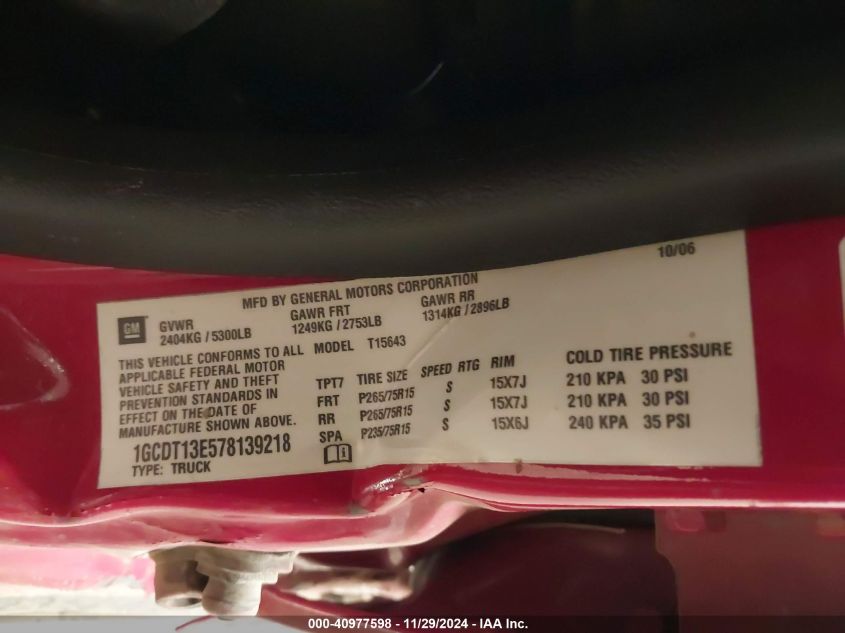 10/06
MFD BY GENERAL MOTORS CORPORATION
GM
GVWR GAWR FRT GAWR RR
2404KG / 5300LB 1249KG / 2753LB 1314KG / 2896LB
THIS VEHICLE CONFORMS TO ALL
APPLICABLE FEDERAL MOTOR
VEHICLE SAFETY AND THEFT
PREVENTION STANDARDS IN
EFFECT ON THE DATE OF
MANUFACTURE SHOWN ABOVE.
1GCDT13E578139218
TYPE: TRUCK
MODEL T15643
TPT7 TIRE SIZE SPEED RTG RIM COLD TIRE PRESSURE
FRT P265/75R15 S 15X7J 210 KPA 30 PSI
RR P265/75R15 S 15X7J 210 KPA 30 PSI
SPA P235/75R15 S 15X6J 240 KPA 35 PSI
000-40977598 - 11/29/2024 - IAA Inc.